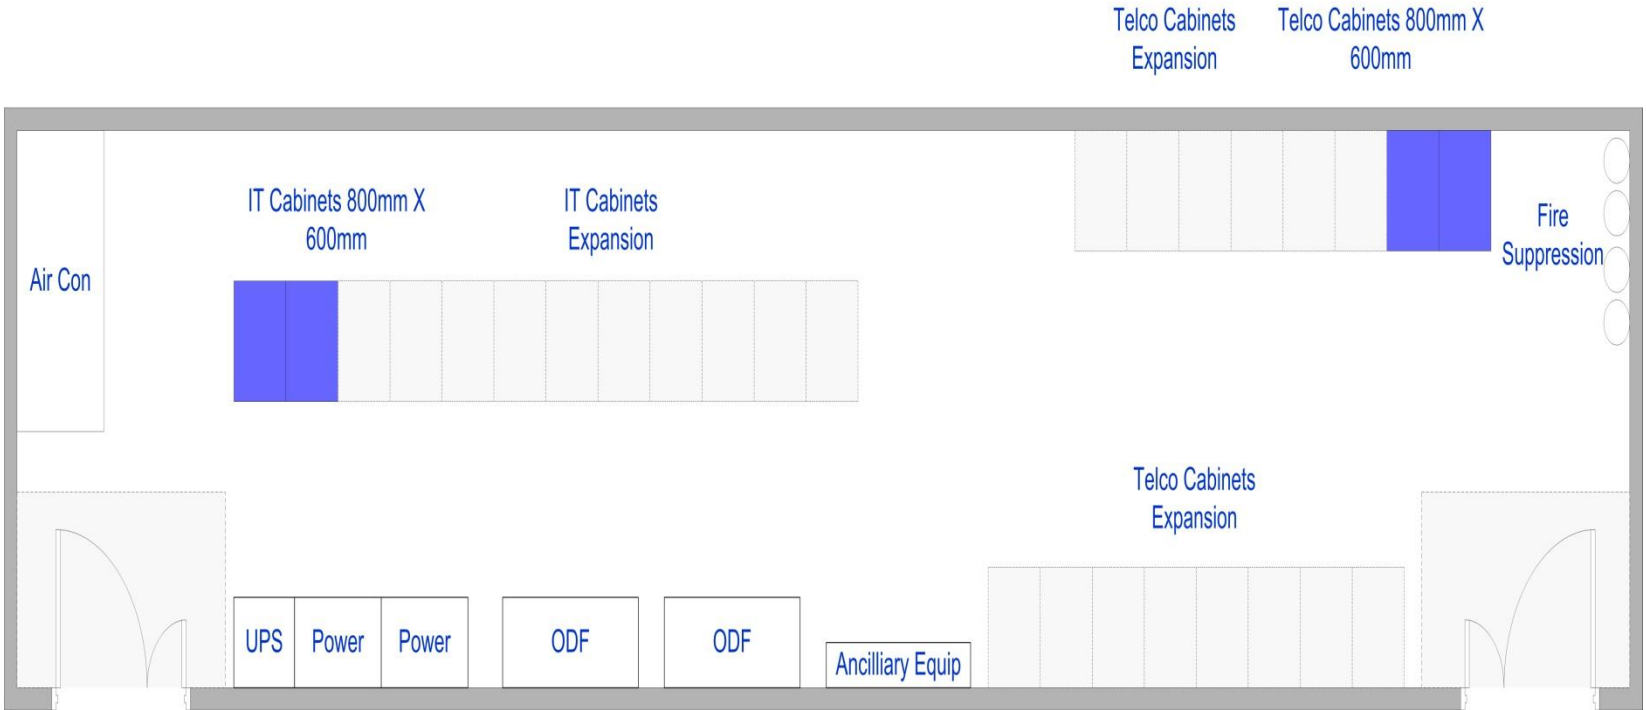 Telco Cabinets
Expansion
Telco Cabinets 800mm X
600mm
IT Cabinets 800mm X
600mm
IT Cabinets
Expansion
Fire
Suppression
Air Con
Telco Cabinets
Expansion
UPS
Power
Power
ODF
ODF
Ancilliary Equip